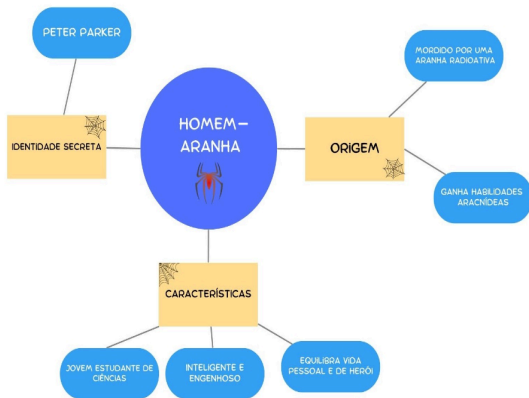 PETER PARKER
IDENTIDADE SECRETA
HOMEM-
ARANHA
ORIGEM
MORDIDO POR UMA
ARANHA RADIOATIVA
GANHA HABILIDADES
ARACNÍDEAS
CARACTERÍSTICAS
JOVEM ESTUDANTE DE
CIÊNCIAS
INTELIGENTE E
ENGENHOSO
EQUILIBRA VIDA
PESSOAL E DE HERÓI